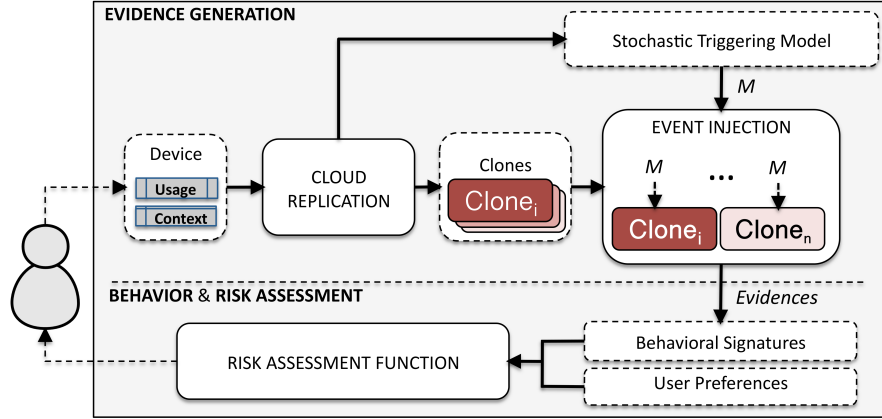 EVIDENCE GENERATION
Stochastic Triggering Model
M
EVENT INJECTION
Device
Usage
Context
CLOUD
REPLICATION
Clones
Clone_i
M
...
M
Clone_i
Clone_n
BEHAVIOR & RISK ASSESSMENT
Evidences
RISK ASSESSMENT FUNCTION
Behavioral Signatures
User Preferences